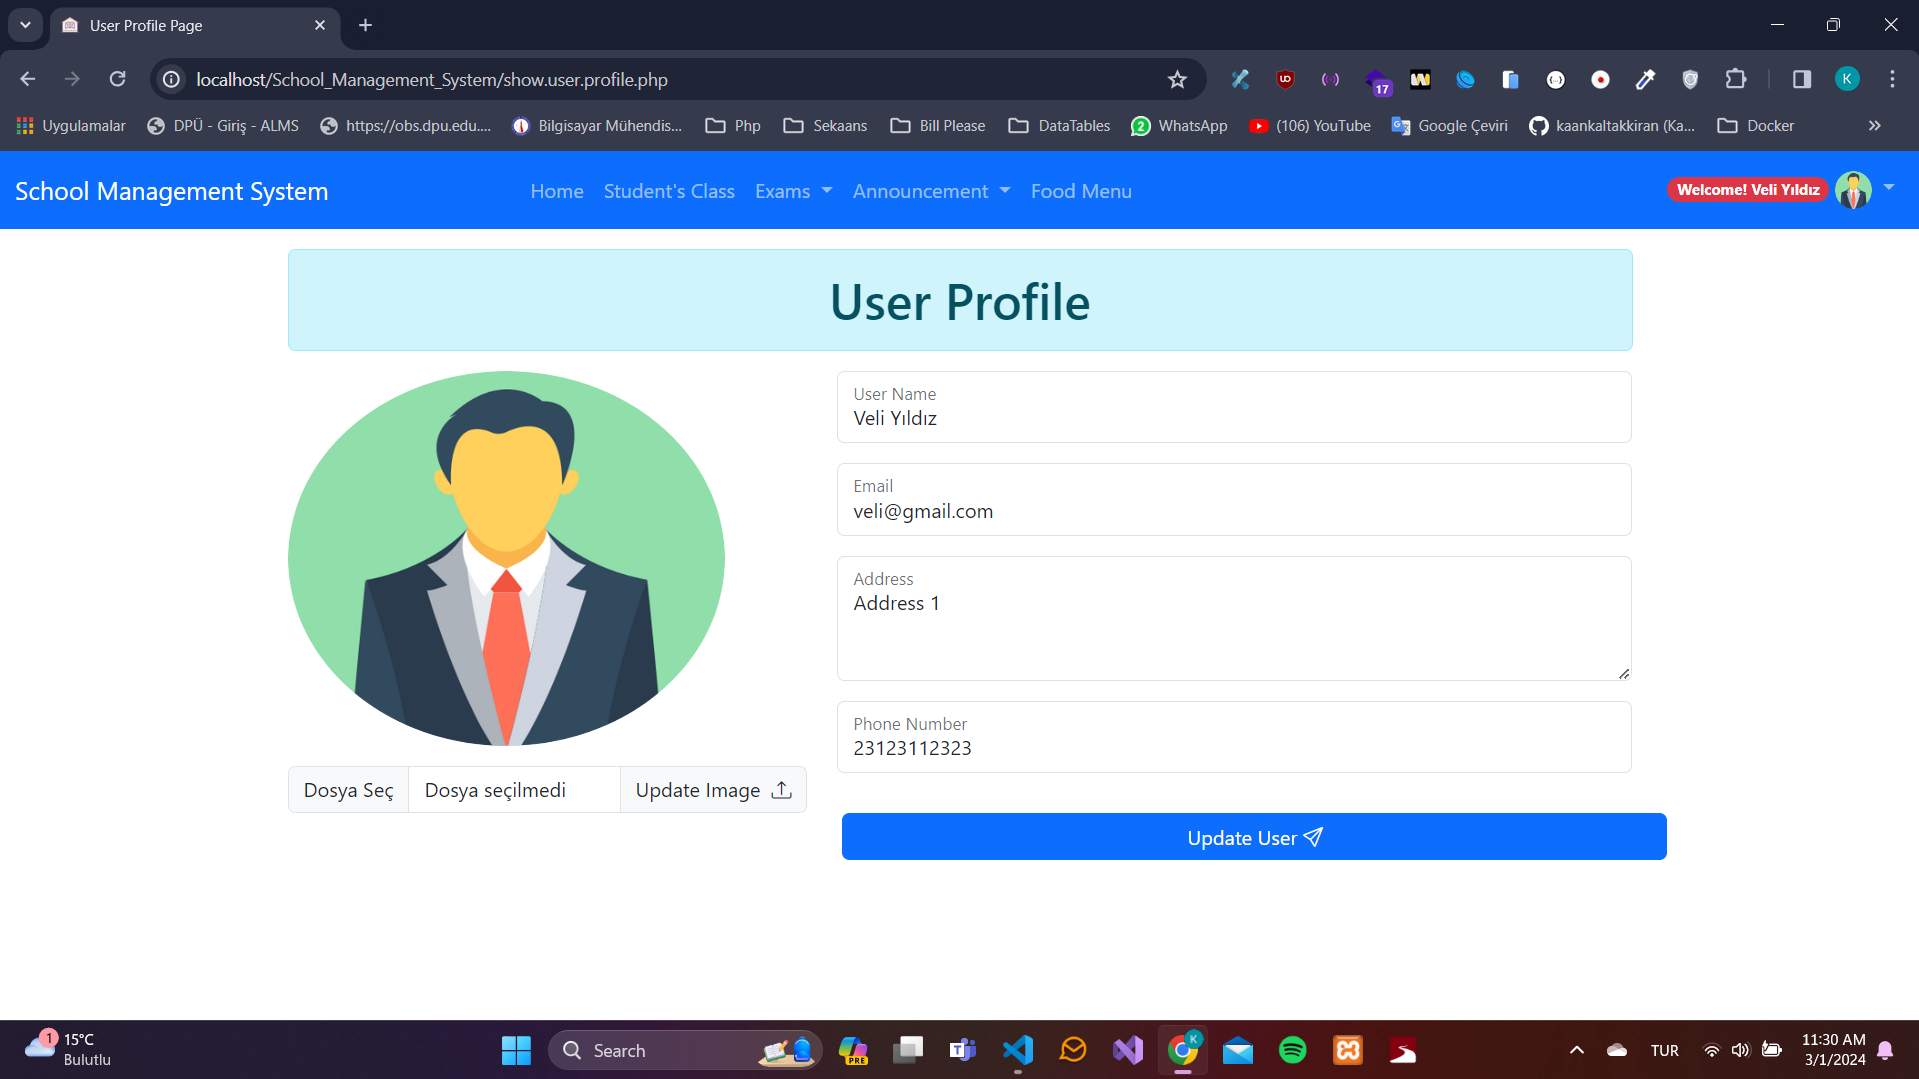 User Profile Page
localhost/School_Management_System/show.user.profile.php
17
K
Uygulamalar
DPÜ - Giriş - ALMS
https://obs.dpu.edu....
Bilgisayar Mühendis...
Php
Sekaans
Bill Please
DataTables
2
WhatsApp
(106) YouTube
Google Çeviri
kaankaltakkiran (Ka...
Docker
School Management System
Home
Student's Class
Exams
Announcement
Food Menu
Welcome! Veli Yıldız
User Profile
User Name
Veli Yıldız
Email
veli@gmail.com
Address
Address 1
Phone Number
23123112323
Dosya Seç
Dosya seçilmedi
Update Image
Update User
1
15°C
Bulutlu
Search
PRE
K
TUR
11:30 AM
3/1/2024